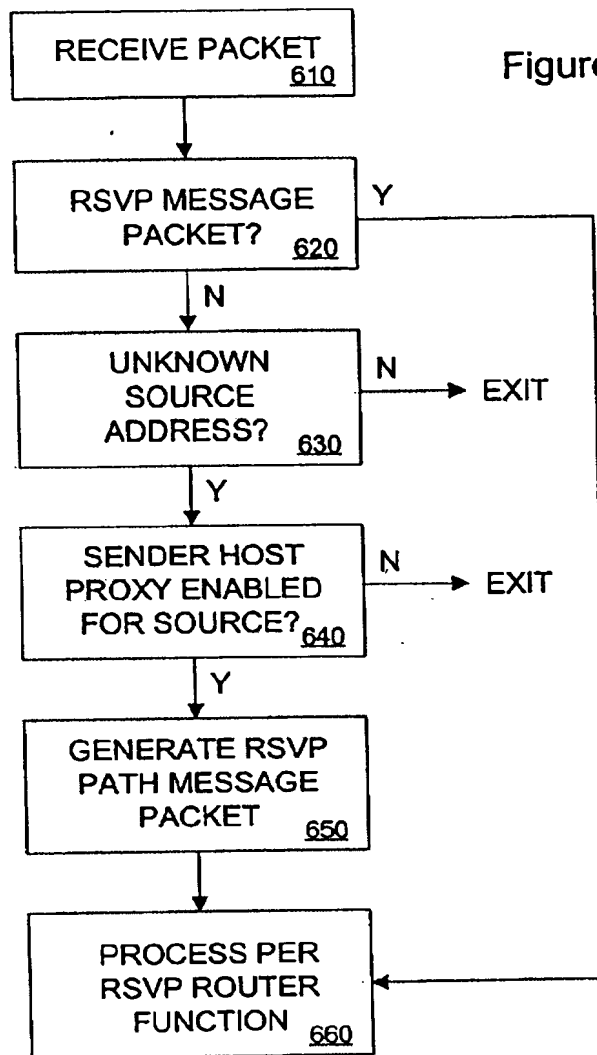 RECEIVE PACKET
610
Figure
RSVP MESSAGE
PACKET?
620
Y
N
UNKNOWN
SOURCE
ADDRESS?
630
N
EXIT
Y
SENDER HOST
PROXY ENABLED
FOR SOURCE?
640
N
EXIT
Y
GENERATE RSVP
PATH MESSAGE
PACKET
650
PROCESS PER
RSVP ROUTER
FUNCTION
660